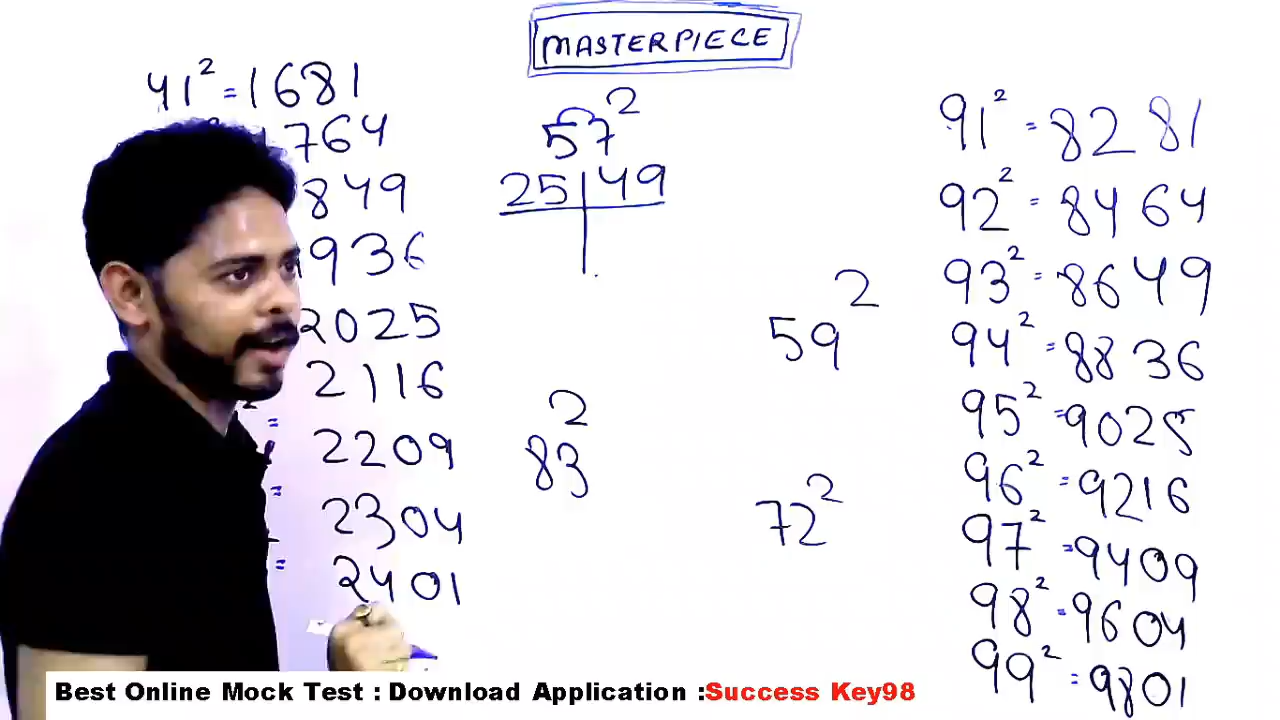 MASTERPIECE
41² = 1681
1764
849
936
2025
2116
= 2209
= 2304
= 2401
57²
25 | 49
83²
59²
72²
91² = 8281
92² = 8464
93² = 8649
94² = 8836
95² = 9025
96² = 9216
97² = 9409
98² = 9604
99² = 9801
Best Online Mock Test : Download Application :Success Key98